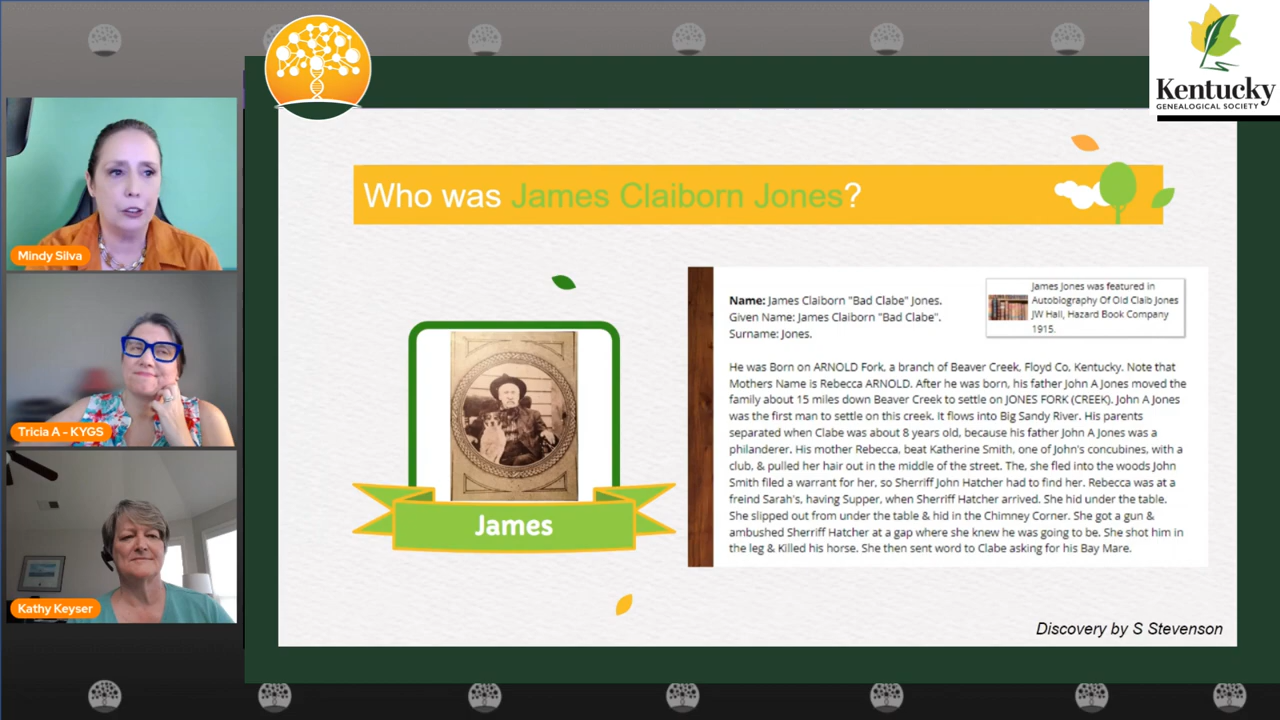 Kentucky
GENEALOGICAL SOCIETY
Mindy Silva
Tricia A - KYGS
Kathy Keyser
Who was James Claiborn Jones?
James
Name: James Claiborn "Bad Clabe" Jones.
Given Name: James Claiborn "Bad Clabe".
Surname: Jones.
James Jones was featured in
Autobiography Of Old Claib Jones
JW Hall, Hazard Book Company
1915.
He was Born on ARNOLD Fork, a branch of Beaver Creek, Floyd Co, Kentucky. Note that
Mothers Name is Rebecca ARNOLD. After he was born, his father John A Jones moved the
family about 15 miles down Beaver Creek to settle on JONES FORK (CREEK). John A Jones
was the first man to settle on this creek. It flows into Big Sandy River. His parents
separated when Clabe was about 8 years old, because his father John A Jones was a
philanderer. His mother Rebecca, beat Katherine Smith, one of John's concubines, with a
club, & pulled her hair out in the middle of the street. The, she fled into the woods John
Smith filed a warrant for her, so Sherriff John Hatcher had to find her. Rebecca was at a
freind Sarah's, having Supper, when Sherriff Hatcher arrived. She hid under the table.
She slipped out from under the table & hid in the Chimney Corner. She got a gun &
ambushed Sherriff Hatcher at a gap where she knew he was going to be. She shot him in
the leg & Killed his horse. She then sent word to Clabe asking for his Bay Mare.
Discovery by S Stevenson